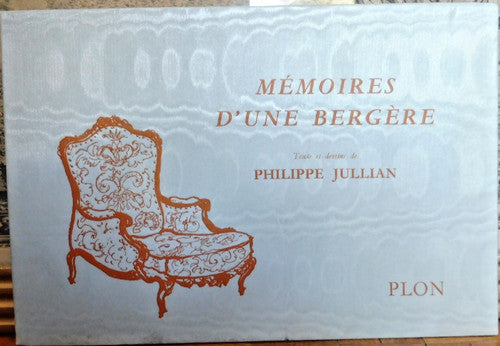 MÉMOIRES
D'UNE BERGÈRE
Texte et dessins de
PHILIPPE JULLIAN
PLON